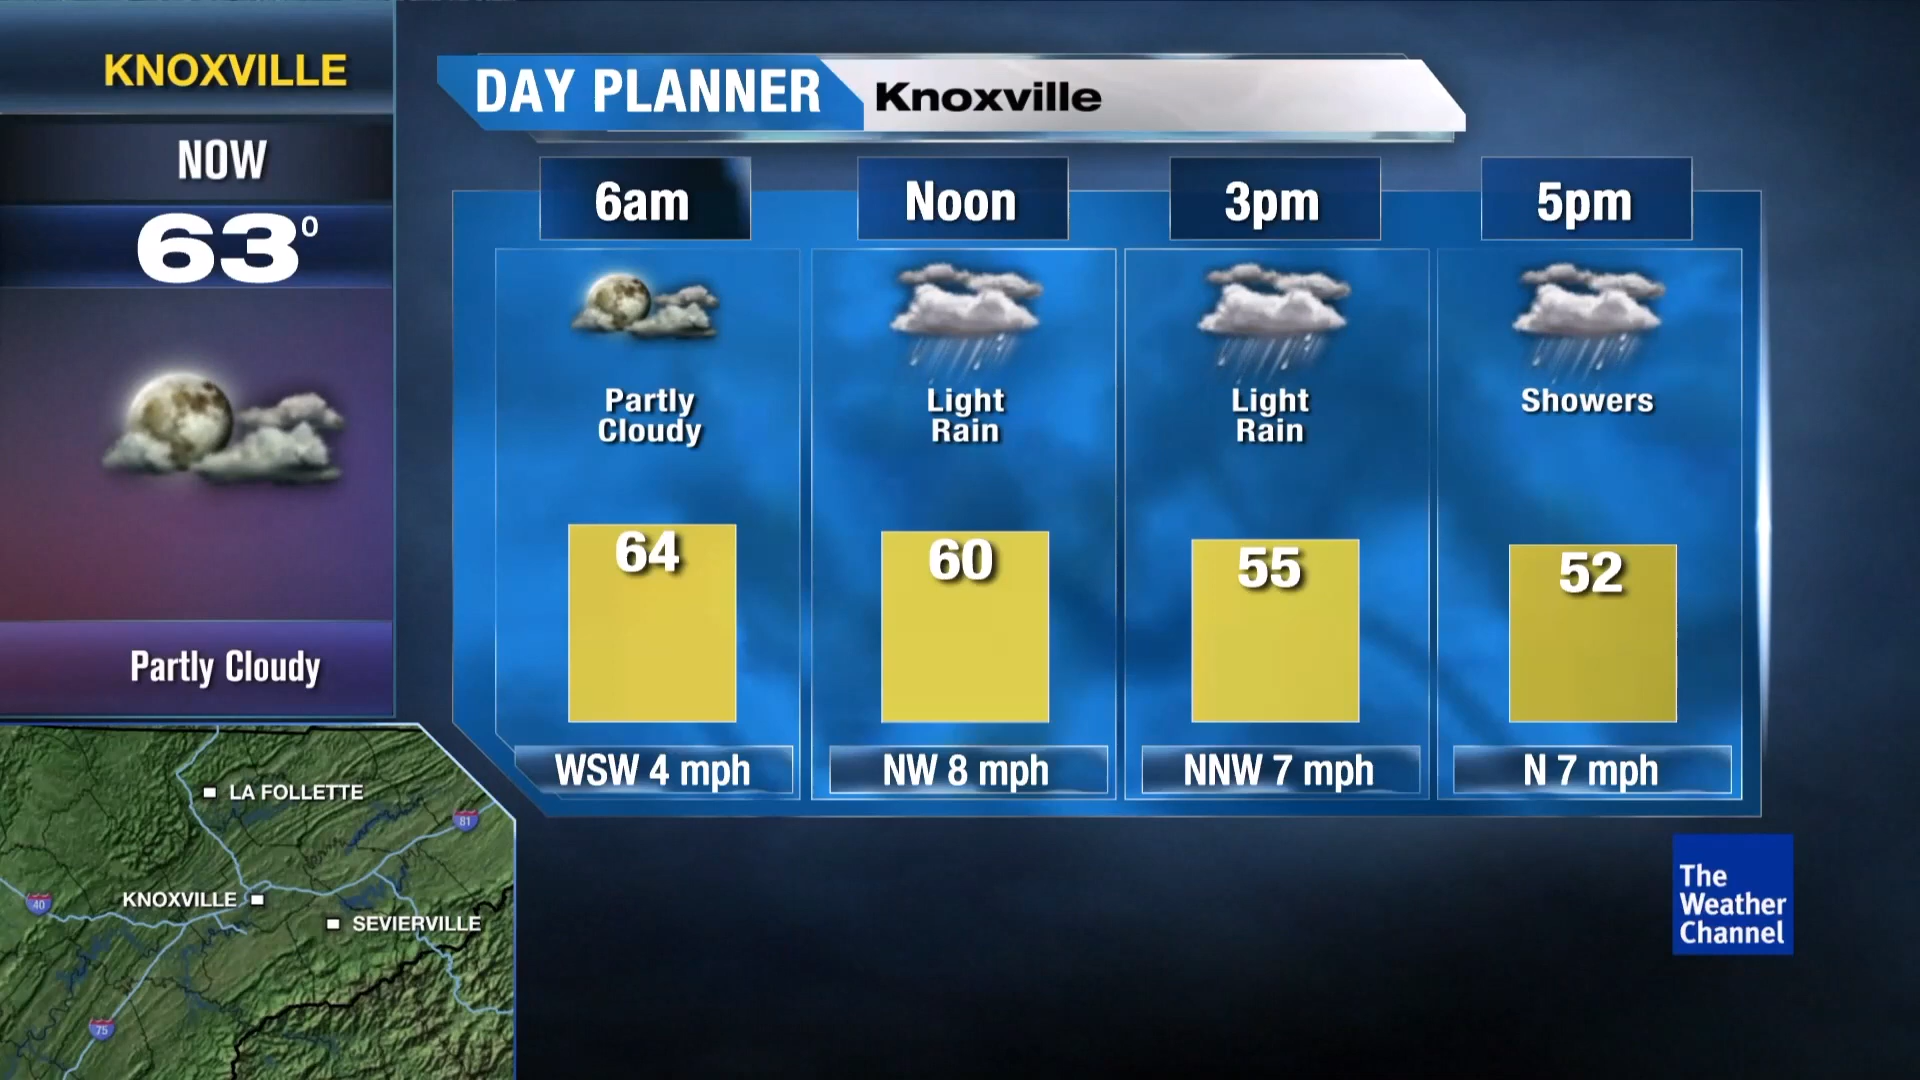 KNOXVILLE
NOW
63°
Partly Cloudy
LA FOLLETTE
81
40
KNOXVILLE
SEVIERVILLE
75
DAY PLANNER
Knoxville
6am
Noon
3pm
5pm
Partly
Cloudy
Light
Rain
Light
Rain
Showers
64
60
55
52
WSW 4 mph
NW 8 mph
NNW 7 mph
N 7 mph
The
Weather
Channel